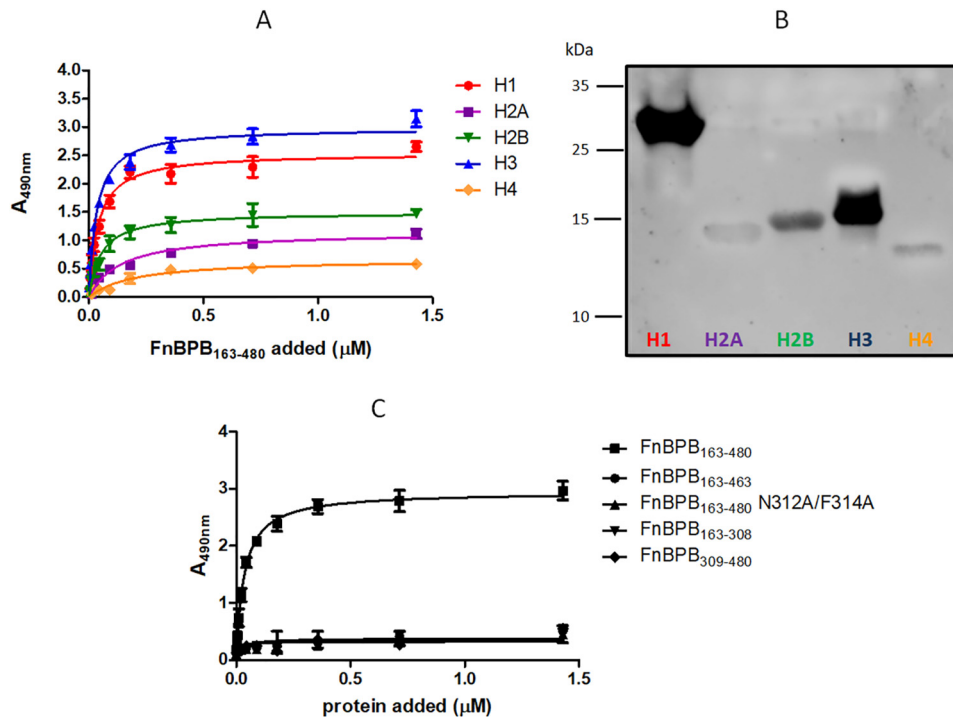 A
4.0
3.5
3.0
2.5
2.0
1.5
1.0
0.5
0.0
A490nm
0.0 0.5 1.0 1.5
FnBPB163-480 added (μM)
H1
H2A
H2B
H3
H4
B
kDa
35
25
15
10
H1 H2A H2B H3 H4
C
4
3
2
1
0
A490nm
0.0 0.5 1.0 1.5
protein added (μM)
FnBPB163-480
FnBPB163-463
FnBPB163-480 N312A/F314A
FnBPB163-308
FnBPB309-480